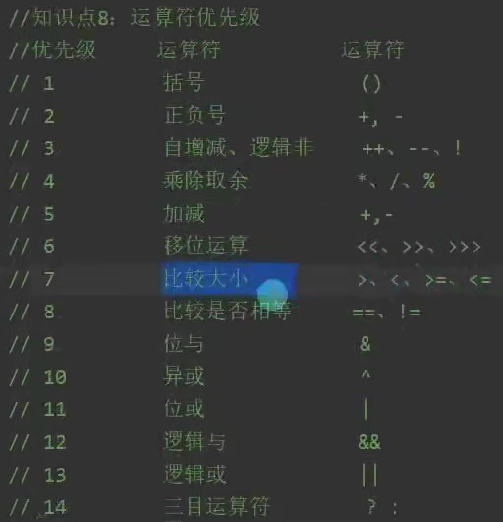 //知识点8：运算符优先级
//优先级 运算符 运算符
// 1 括号 ()
// 2 正负号 +, -
// 3 自增减、逻辑非 ++、--、!
// 4 乘除取余 *、/、%
// 5 加减 +,-
// 6 移位运算 <<、>>、>>>
// 7 比较大小 >、<、>=、<=
// 8 比较是否相等 ==、!=
// 9 位与 &
// 10 异或 ^
// 11 位或 |
// 12 逻辑与 &&
// 13 逻辑或 ||
// 14 三目运算符 ? :